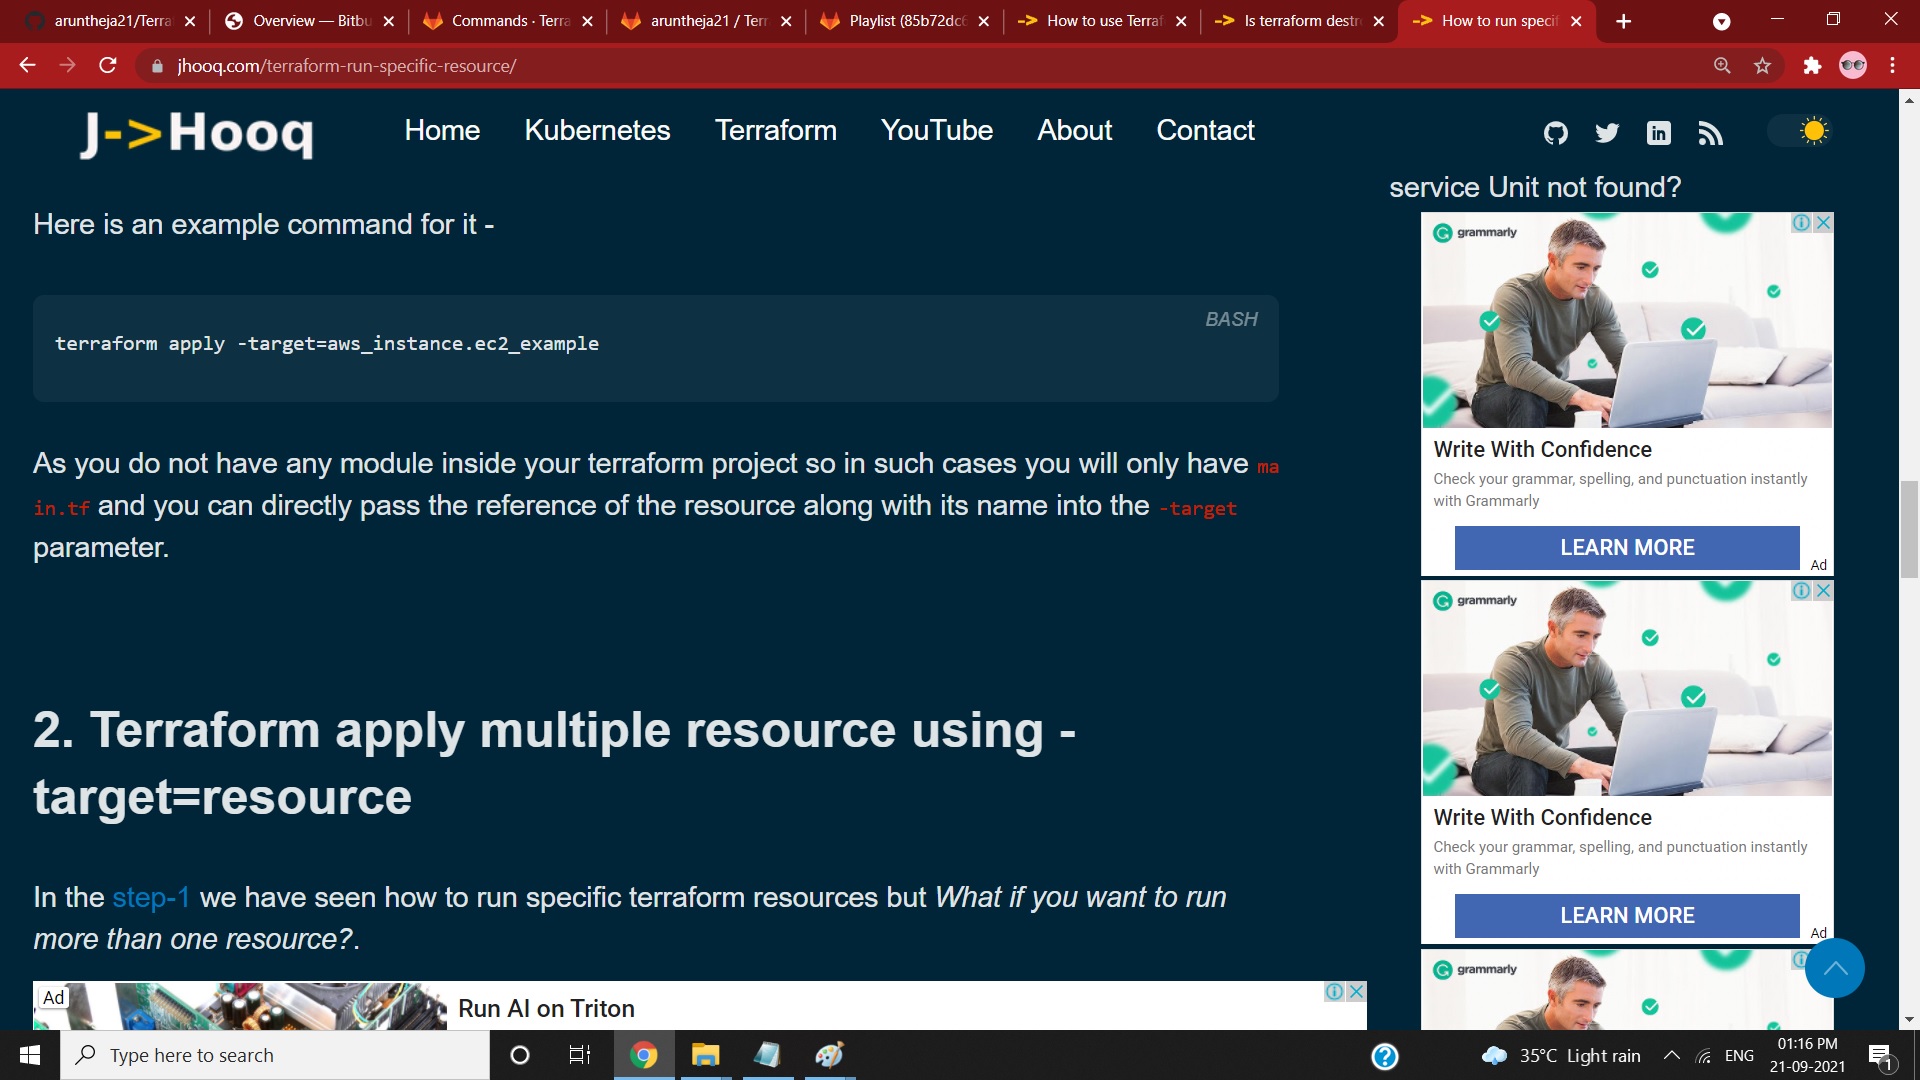 aruntheja21/Terra
Overview — Bitbu
Commands · Terra
aruntheja21 / Terr
Playlist (85b72dc6
How to use Terraf
Is terraform destr
How to run specif
jhooq.com/terraform-run-specific-resource/
J->Hooq
Home
Kubernetes
Terraform
YouTube
About
Contact
service Unit not found?
Here is an example command for it -
BASH
terraform apply -target=aws_instance.ec2_example
As you do not have any module inside your terraform project so in such cases you will only have ma
in.tf and you can directly pass the reference of the resource along with its name into the -target
parameter.
2. Terraform apply multiple resource using -
target=resource
In the step-1 we have seen how to run specific terraform resources but What if you want to run
more than one resource?.
Ad
Run AI on Triton
grammarly
Write With Confidence
Check your grammar, spelling, and punctuation instantly
with Grammarly
LEARN MORE
Ad
grammarly
Write With Confidence
Check your grammar, spelling, and punctuation instantly
with Grammarly
LEARN MORE
Ad
grammarly
Type here to search
35°C Light rain
ENG
01:16 PM
21-09-2021
1